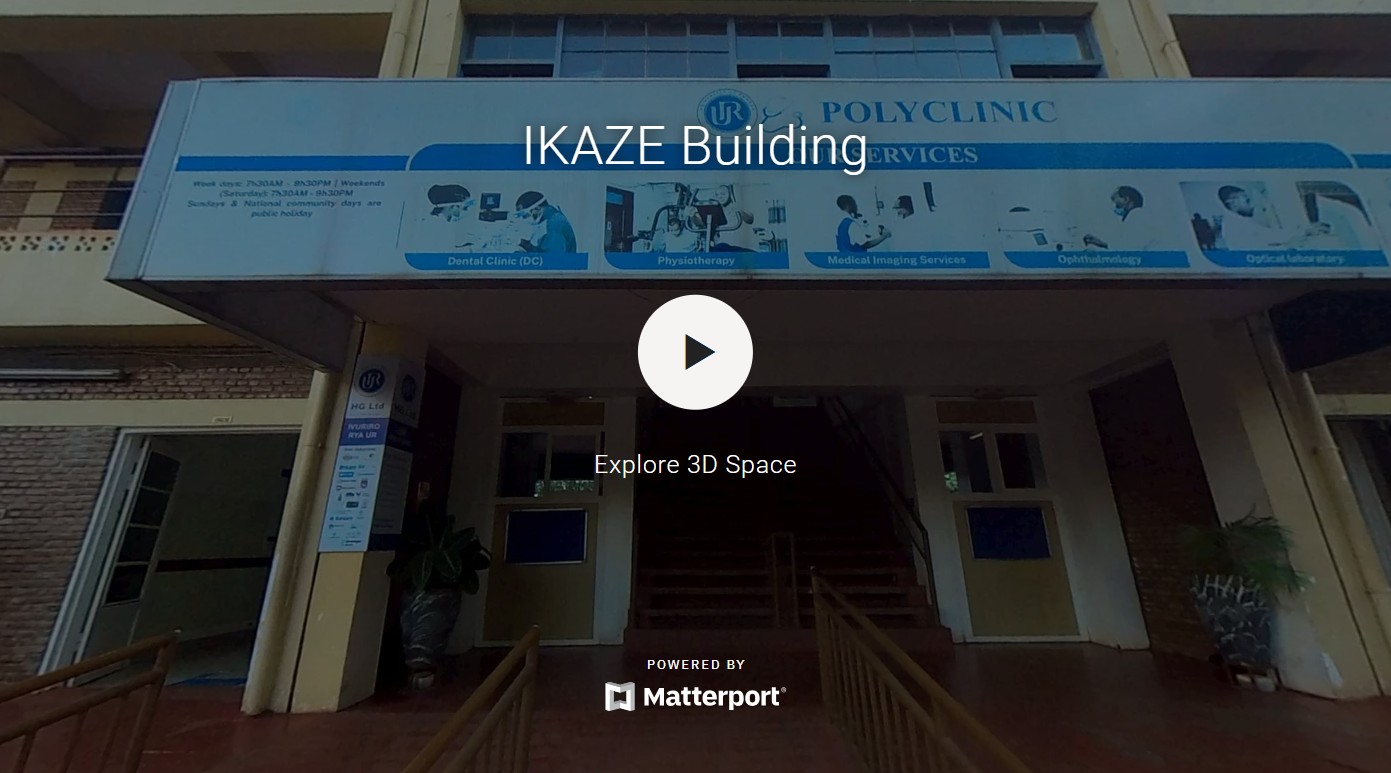 UR POLYCLINIC
IKAZE Building
OUR SERVICES
Week days: 7h30AM - 8h30PM | Weekends
(Saturday): 7h30AM - 8h30PM
Sundays & National community days are
public holiday
Dental Clinic (DC)
Physiotherapy
Medical Imaging Services
Ophthalmology
Optical laboratory
UR
HG Ltd
IVURIRO
RYA UR
Explore 3D Space
POWERED BY
Matterport®